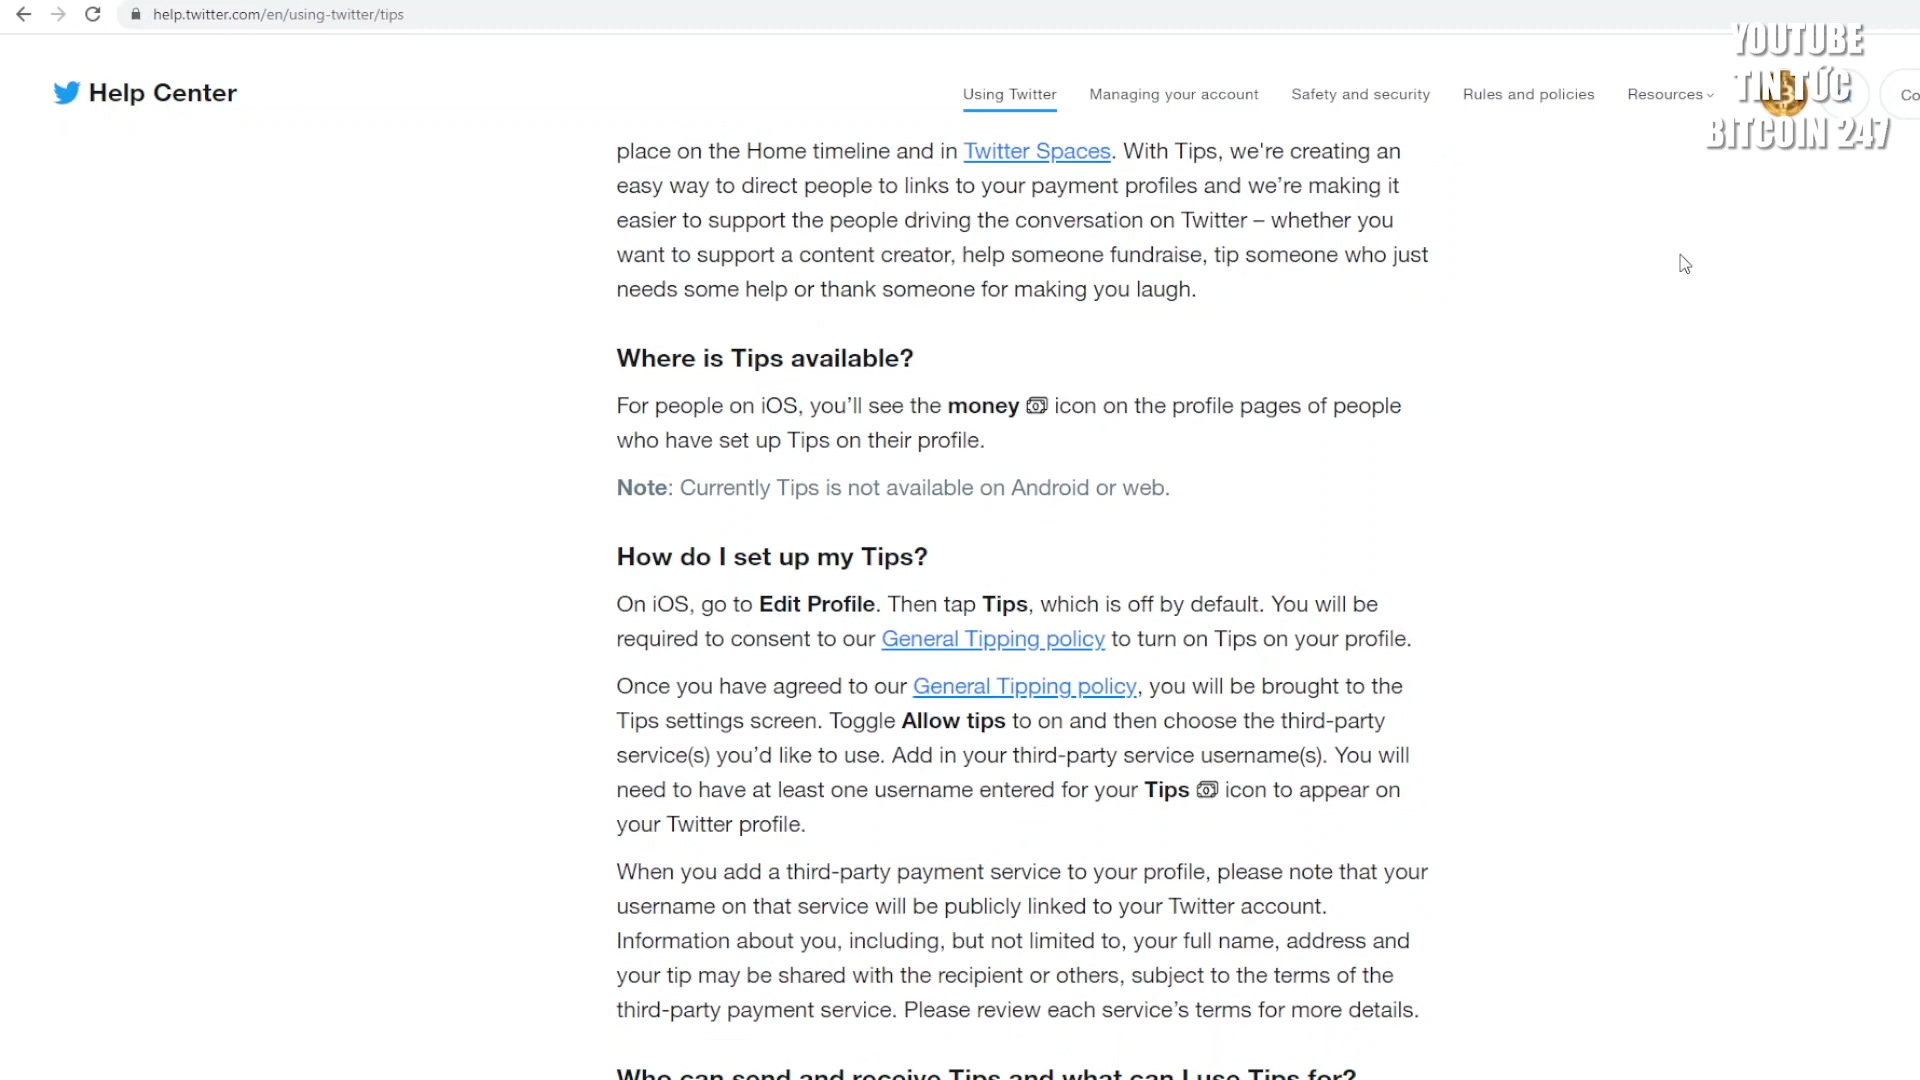 help.twitter.com/en/using-twitter/tips
YOUTUBE
TIN TỨC
BITCOIN 247
Help Center
Using Twitter
Managing your account
Safety and security
Rules and policies
Resources
Co
place on the Home timeline and in Twitter Spaces. With Tips, we're creating an
easy way to direct people to links to your payment profiles and we’re making it
easier to support the people driving the conversation on Twitter – whether you
want to support a content creator, help someone fundraise, tip someone who just
needs some help or thank someone for making you laugh.
Where is Tips available?
For people on iOS, you’ll see the money icon on the profile pages of people
who have set up Tips on their profile.
Note: Currently Tips is not available on Android or web.
How do I set up my Tips?
On iOS, go to Edit Profile. Then tap Tips, which is off by default. You will be
required to consent to our General Tipping policy to turn on Tips on your profile.
Once you have agreed to our General Tipping policy, you will be brought to the
Tips settings screen. Toggle Allow tips to on and then choose the third-party
service(s) you’d like to use. Add in your third-party service username(s). You will
need to have at least one username entered for your Tips icon to appear on
your Twitter profile.
When you add a third-party payment service to your profile, please note that your
username on that service will be publicly linked to your Twitter account.
Information about you, including, but not limited to, your full name, address and
your tip may be shared with the recipient or others, subject to the terms of the
third-party payment service. Please review each service’s terms for more details.
Who can send and receive Tips and what can I use Tips for?